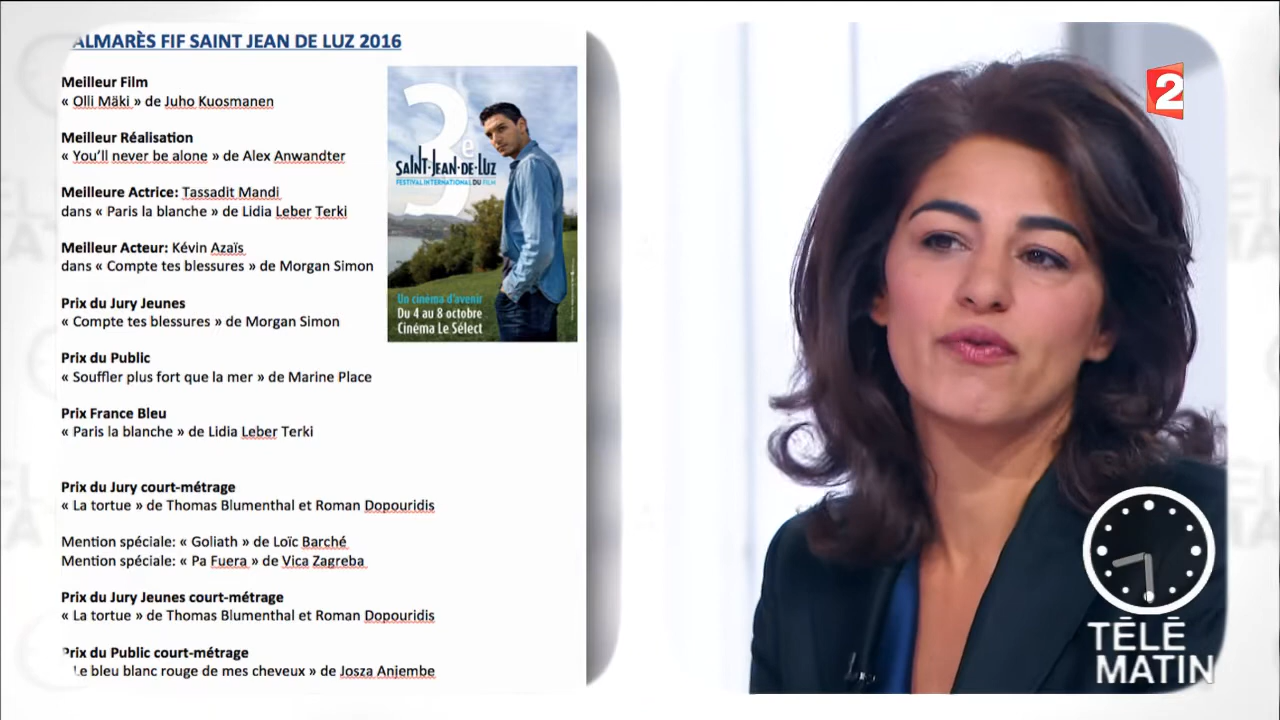 ALMARÈS FIF SAINT JEAN DE LUZ 2016
Meilleur Film
« Olli Mäki » de Juho Kuosmanen
Meilleur Réalisation
« You'll never be alone » de Alex Anwandter
Meilleure Actrice: Tassadit Mandi
dans « Paris la blanche » de Lidia Leber Terki
Meilleur Acteur: Kévin Azaïs
dans « Compte tes blessures » de Morgan Simon
Prix du Jury Jeunes
« Compte tes blessures » de Morgan Simon
Prix du Public
« Souffler plus fort que la mer » de Marine Place
Prix France Bleu
« Paris la blanche » de Lidia Leber Terki
Prix du Jury court-métrage
« La tortue » de Thomas Blumenthal et Roman Dopouridis
Mention spéciale: « Goliath » de Loïc Barché
Mention spéciale: « Pa Fuera » de Vica Zagreba
Prix du Jury Jeunes court-métrage
« La tortue » de Thomas Blumenthal et Roman Dopouridis
Prix du Public court-métrage
Le bleu blanc rouge de mes cheveux » de Josza Anjembe
3e
SAINT-JEAN-DE-LUZ
FESTIVAL INTERNATIONAL DU FILM
Un cinéma d'avenir
Du 4 au 8 octobre
Cinéma Le Sélect
2
TÉLÉ
MATIN